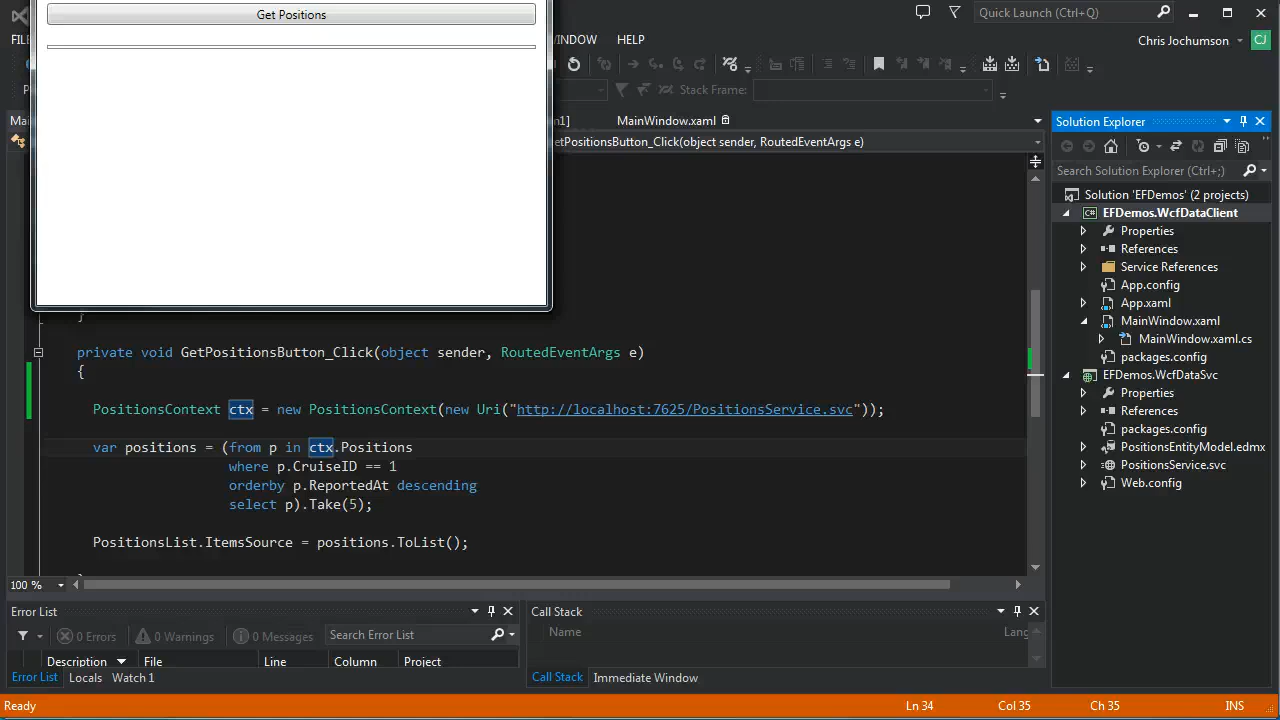 Get Positions
Quick Launch (Ctrl+Q)
FIL
WINDOW HELP
Chris Jochumson
CJ
Stack Frame:
m1]
MainWindow.xaml
etPositionsButton_Click(object sender, RoutedEventArgs e)
}
private void GetPositionsButton_Click(object sender, RoutedEventArgs e)
{
PositionsContext ctx = new PositionsContext(new Uri("http://localhost:7625/PositionsService.svc"));
var positions = (from p in ctx.Positions
where p.CruiseID == 1
orderby p.ReportedAt descending
select p).Take(5);
PositionsList.ItemsSource = positions.ToList();
100 %
Solution Explorer
Search Solution Explorer (Ctrl+;)
Solution 'EFDemos' (2 projects)
C# EFDemos.WcfDataClient
Properties
References
Service References
App.config
App.xaml
MainWindow.xaml
MainWindow.xaml.cs
packages.config
EFDemos.WcfDataSvc
Properties
References
packages.config
PositionsEntityModel.edmx
PositionsService.svc
Web.config
Error List
0 Errors 0 Warnings 0 Messages Search Error List
Description File Line Column Project
Error List Locals Watch 1
Call Stack
Name Lang
Call Stack Immediate Window
Ready Ln 34 Col 35 Ch 35 INS